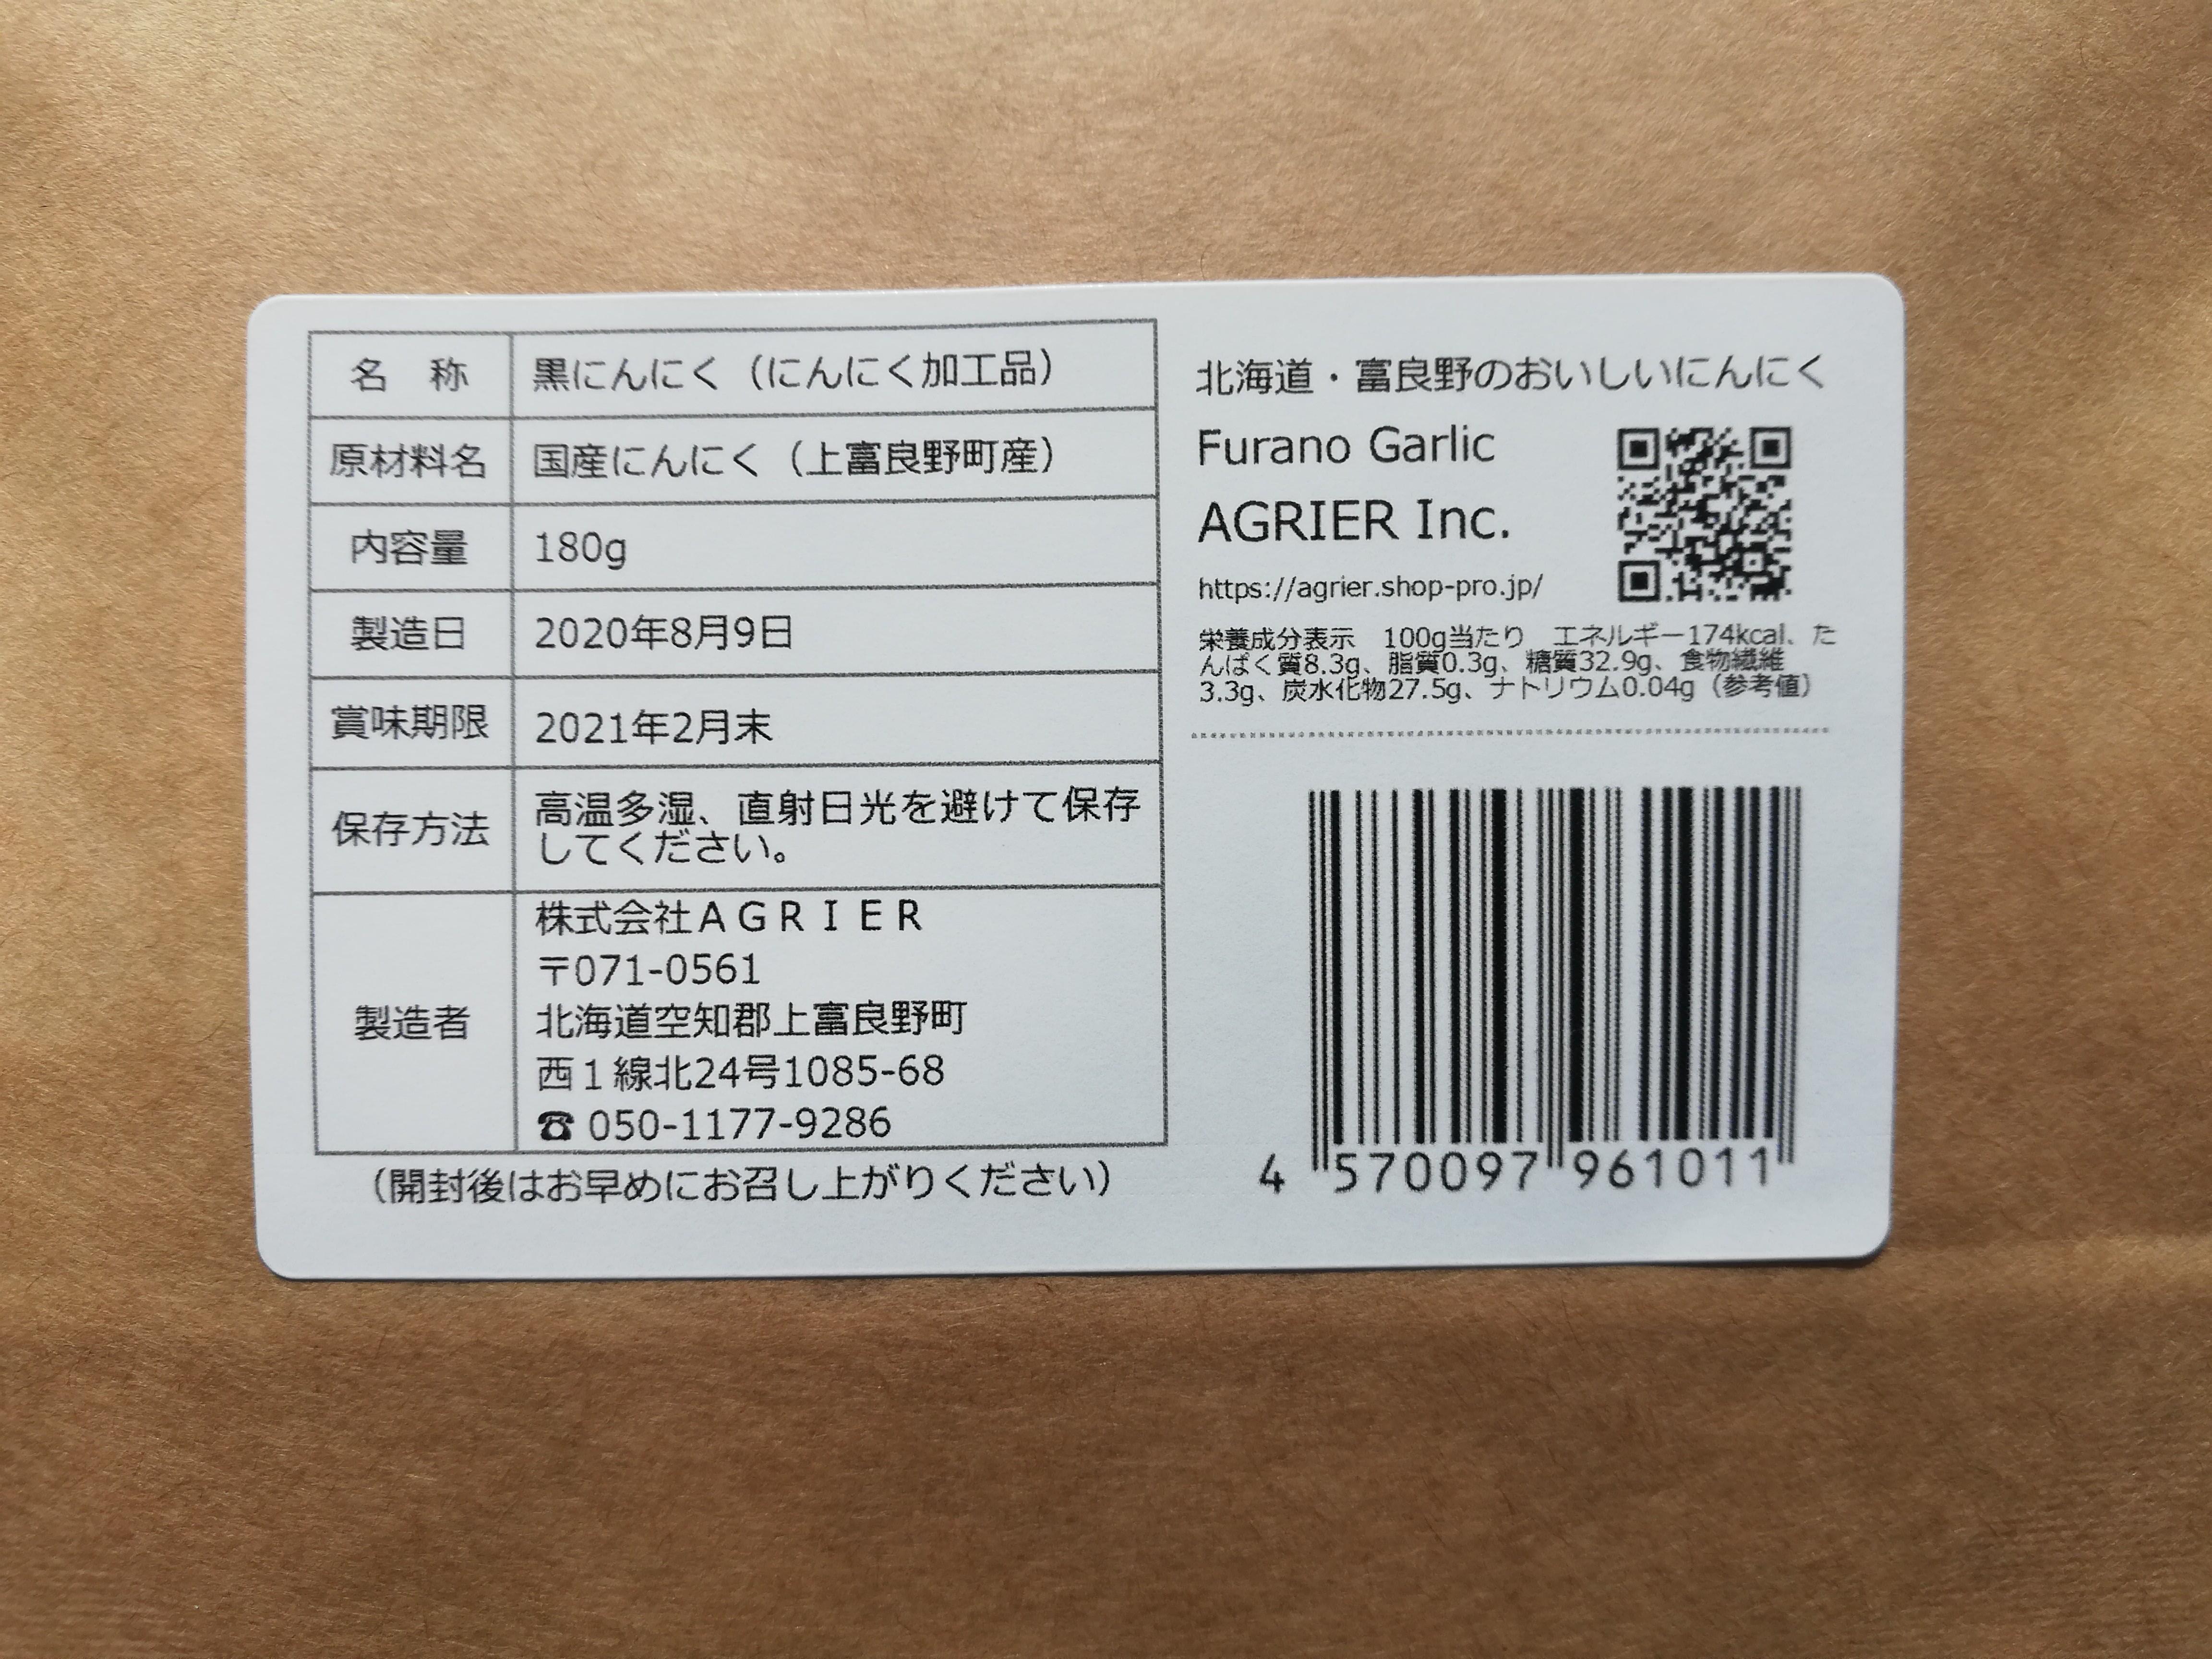 名　称　黒にんにく（にんにく加工品）
原材料名　国産にんにく（上富良野町産）
内容量　180g
製造日　2020年8月9日
賞味期限　2021年2月末
保存方法　高温多湿、直射日光を避けて保存
してください。
製造者　株式会社ＡＧＲＩＥＲ
〒071-0561
北海道空知郡上富良野町
西１線北24号1085-68
☎ 050-1177-9286
（開封後はお早めにお召し上がりください）
北海道・富良野のおいしいにんにく
Furano Garlic
AGRIER Inc.
https://agrier.shop-pro.jp/
栄養成分表示　100g当たり　エネルギー174kcal、た
んぱく質8.3g、脂質0.3g、糖質32.9g、食物繊維
3.3g、炭水化物27.5g、ナトリウム0.04g（参考値）
4 570097 961011